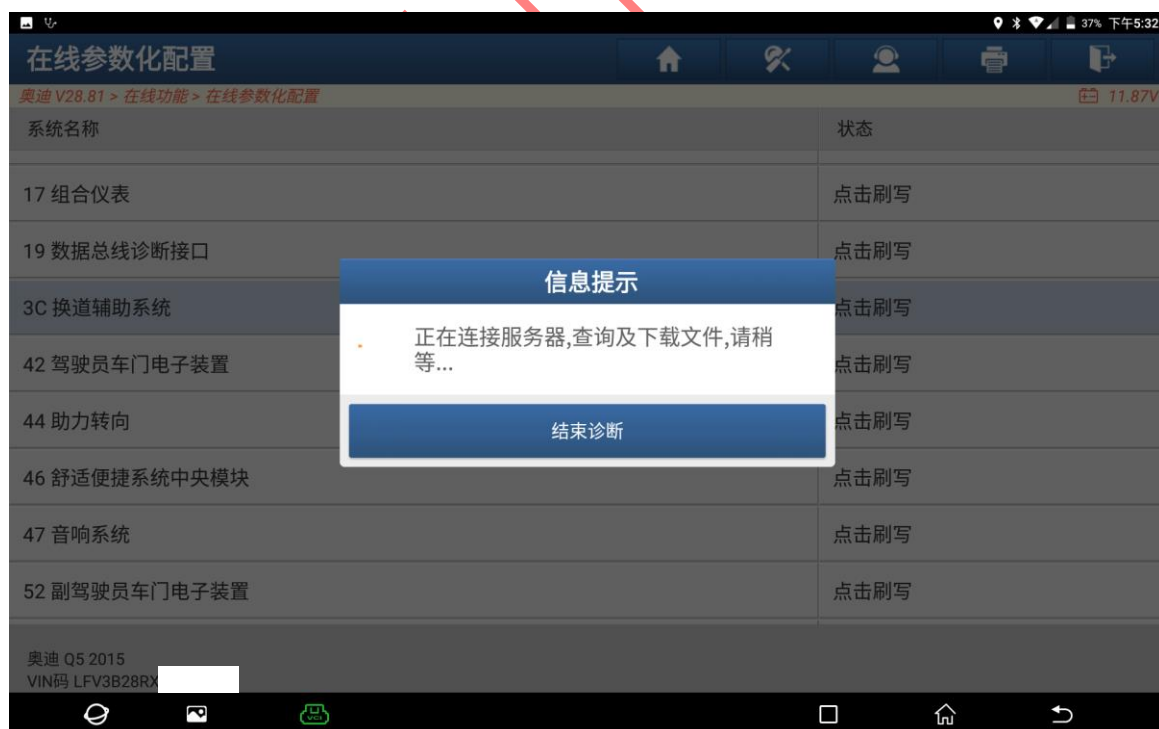 37% 下午5:32
在线参数化配置
奥迪 V28.81 > 在线功能 > 在线参数化配置
11.87V
系统名称 状态
17 组合仪表 点击刷写
19 数据总线诊断接口 点击刷写
信息提示
3C 换道辅助系统 点击刷写
正在连接服务器,查询及下载文件,请稍
等...
42 驾驶员车门电子装置 点击刷写
44 助力转向 点击刷写
结束诊断
46 舒适便捷系统中央模块 点击刷写
47 音响系统 点击刷写
52 副驾驶员车门电子装置 点击刷写
奥迪 Q5 2015
VIN码 LFV3B28RX
VCI